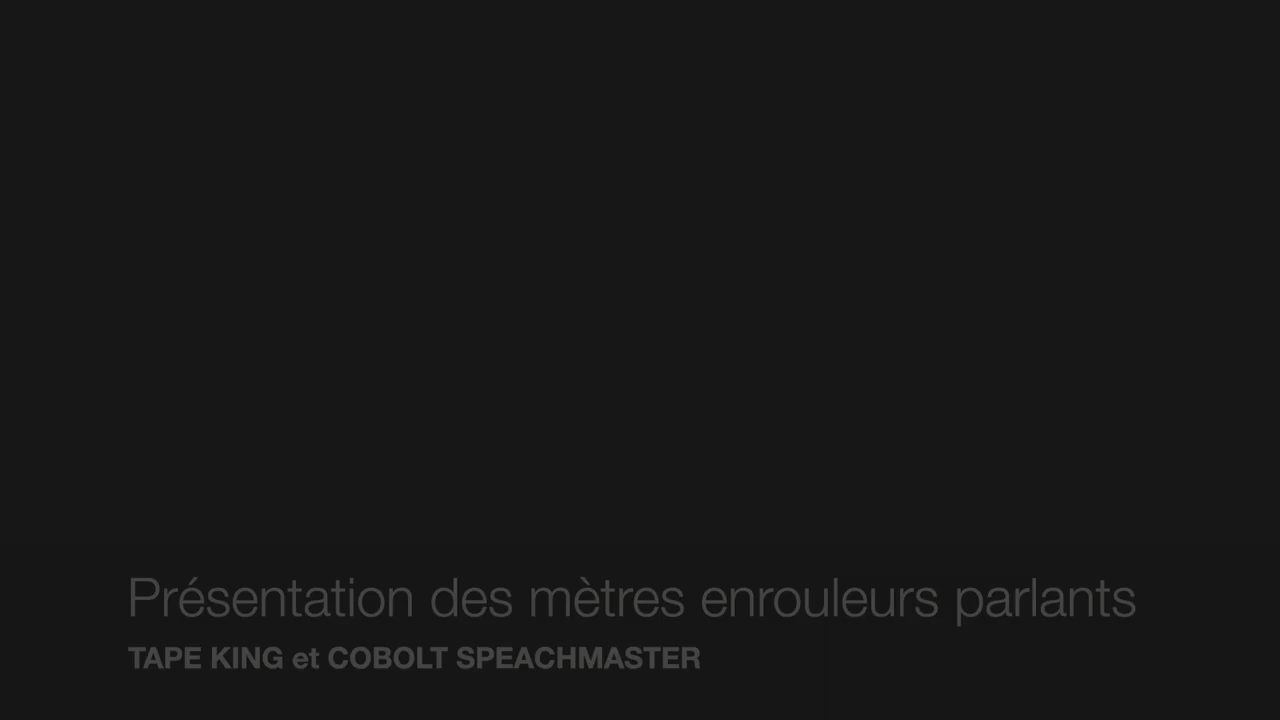 Présentation des mètres enrouleurs parlants
TAPE KING et COBOLT SPEACHMASTER